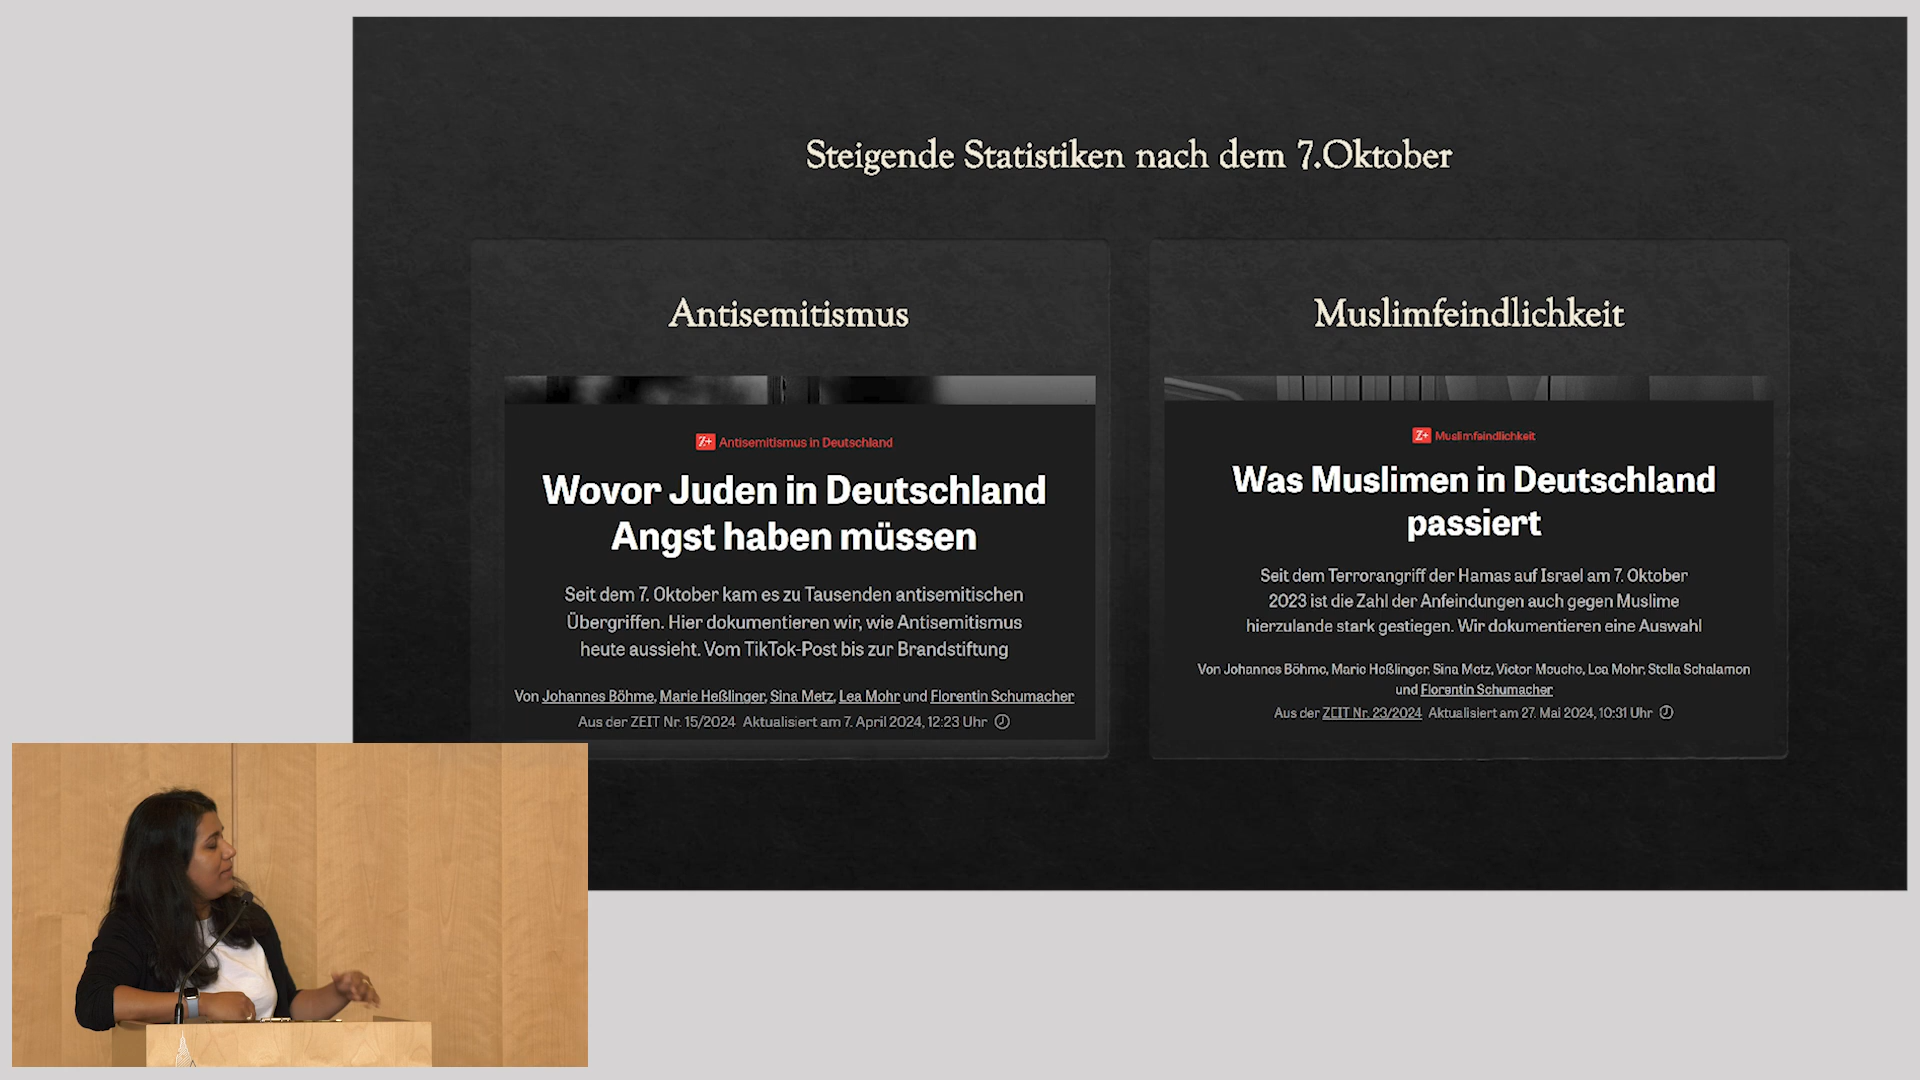 Steigende Statistiken nach dem 7.Oktober
Antisemitismus
Z+ Antisemitismus in Deutschland
Wovor Juden in Deutschland
Angst haben müssen
Seit dem 7. Oktober kam es zu Tausenden antisemitischen
Übergriffen. Hier dokumentieren wir, wie Antisemitismus
heute aussieht. Vom TikTok-Post bis zur Brandstiftung
Von Johannes Böhme, Marie Heßlinger, Sina Metz, Lea Mohr und Florentin Schumacher
Aus der ZEIT Nr. 15/2024 Aktualisiert am 7. April 2024, 12:23 Uhr
Muslimfeindlichkeit
Z+ Muslimfeindlichkeit
Was Muslimen in Deutschland
passiert
Seit dem Terrorangriff der Hamas auf Israel am 7. Oktober
2023 ist die Zahl der Anfeindungen auch gegen Muslime
hierzulande stark gestiegen. Wir dokumentieren eine Auswahl
Von Johannes Böhme, Marie Heßlinger, Sina Metz, Victor Meuche, Lea Mohr, Stella Schalamon
und Florentin Schumacher
Aus der ZEIT Nr. 23/2024 Aktualisiert am 27. Mai 2024, 10:31 Uhr